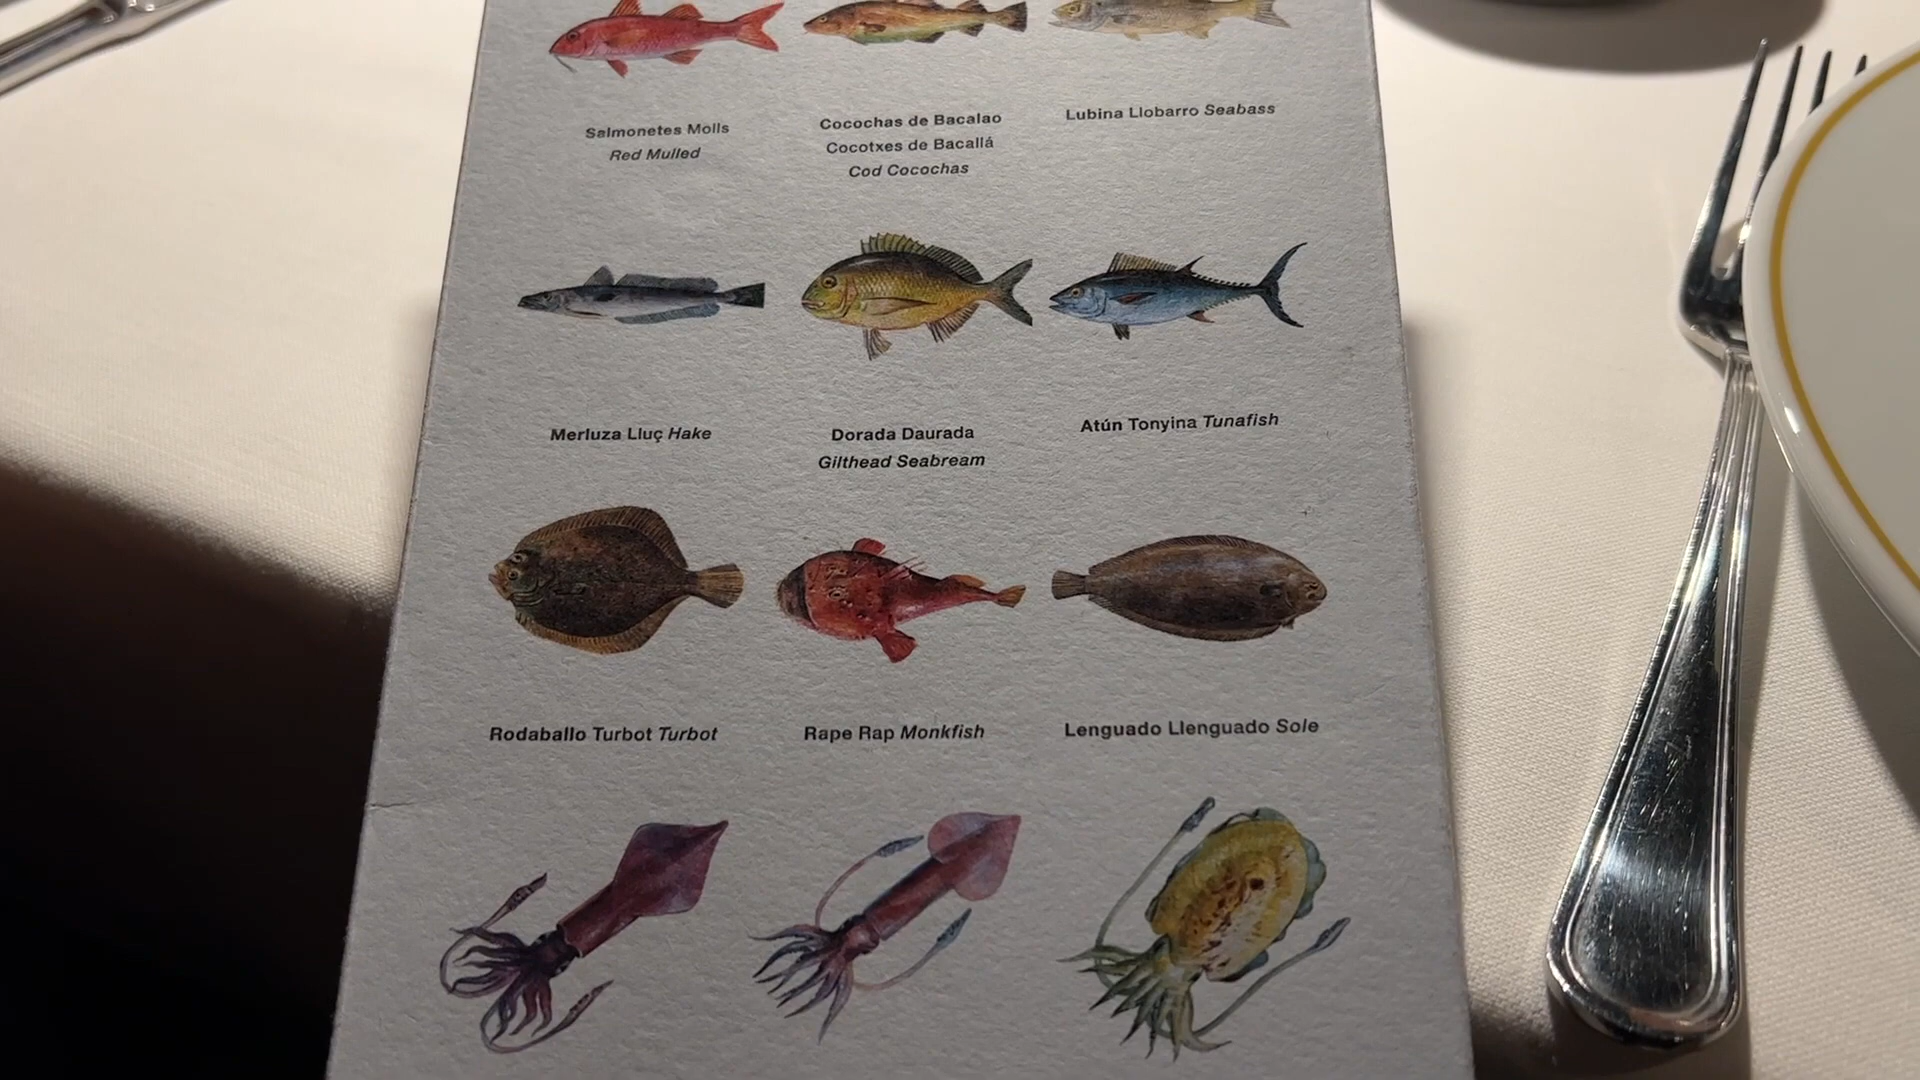 Salmonetes Molls
Red Mulled
Cocochas de Bacalao
Cocotxes de Bacallá
Cod Cocochas
Lubina Llobarro Seabass
Merluza Lluç Hake
Dorada Daurada
Gilthead Seabream
Atún Tonyina Tunafish
Rodaballo Turbot Turbot
Rape Rap Monkfish
Lenguado Llenguado Sole